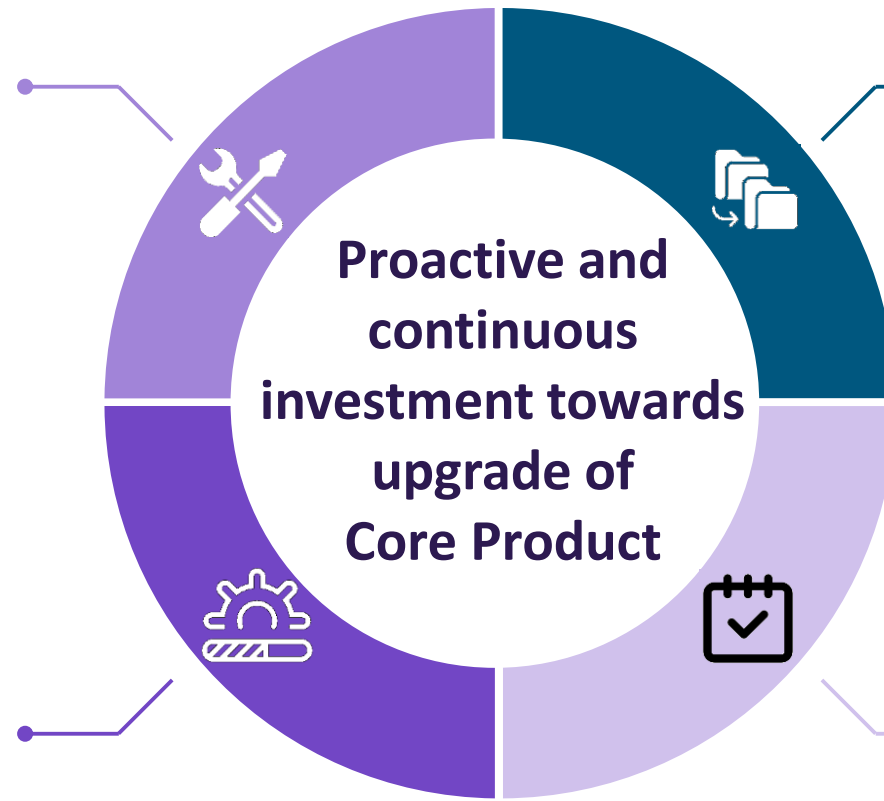 Proactive and
continuous
investment towards
upgrade of
Core Product